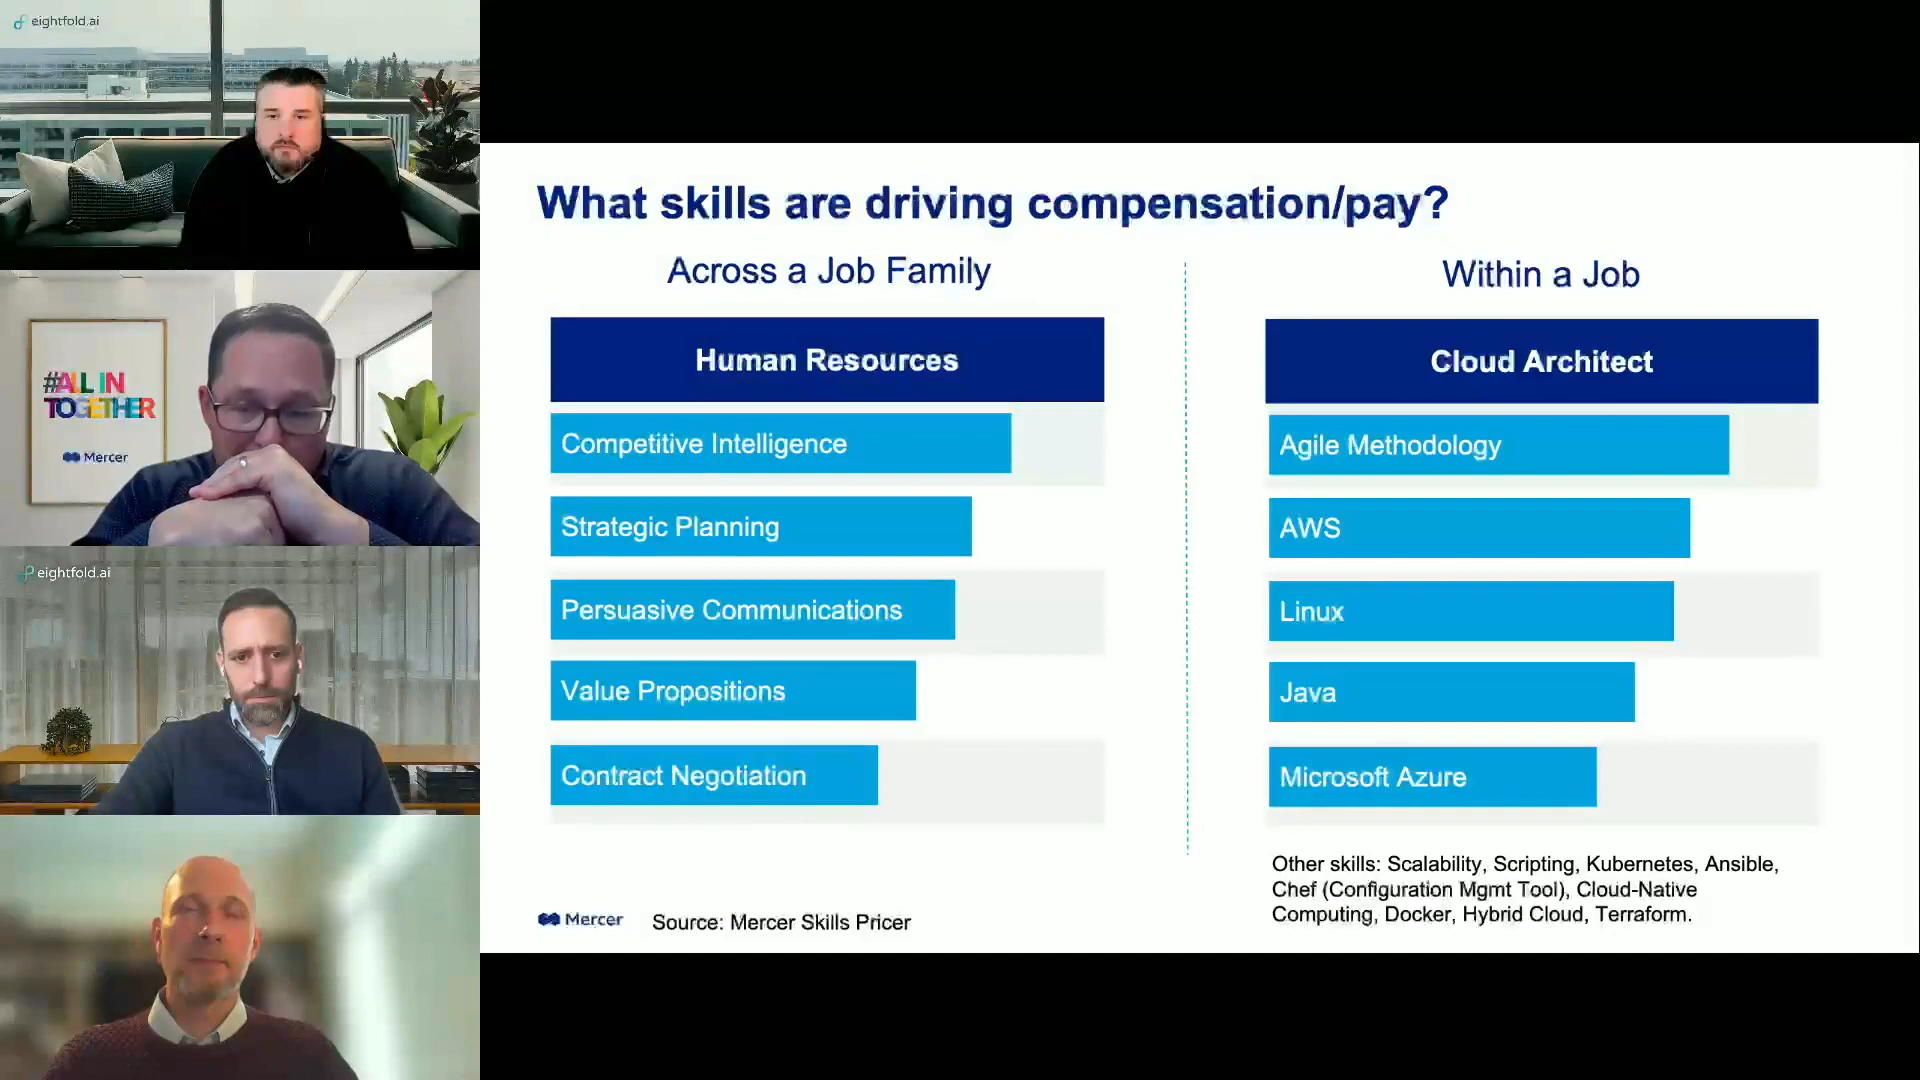 eightfold.ai
#ALL IN
TOGETHER
Mercer
eightfold.ai
What skills are driving compensation/pay?
Across a Job Family
Human Resources
Competitive Intelligence
Strategic Planning
Persuasive Communications
Value Propositions
Contract Negotiation
Mercer
Source: Mercer Skills Pricer
Within a Job
Cloud Architect
Agile Methodology
AWS
Linux
Java
Microsoft Azure
Other skills: Scalability, Scripting, Kubernetes, Ansible,
Chef (Configuration Mgmt Tool), Cloud-Native
Computing, Docker, Hybrid Cloud, Terraform.